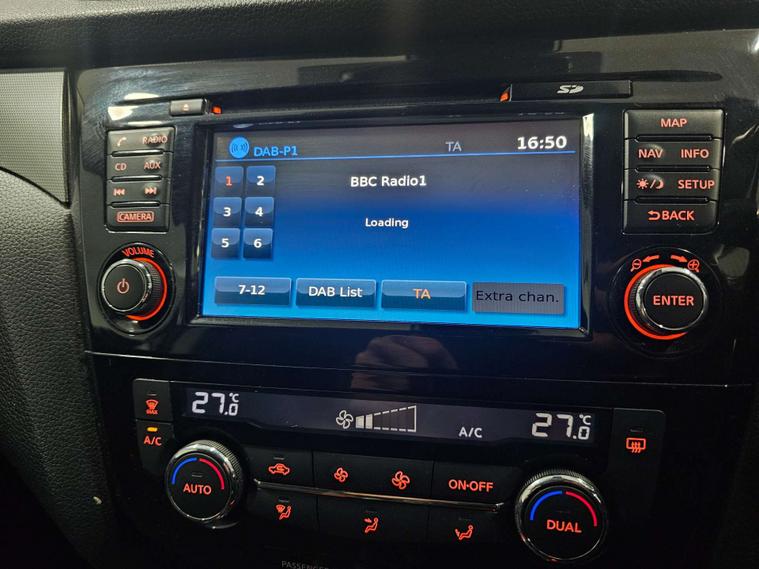 SD
DAB-P1
TA
16:50
1
2
BBC Radio1
3
4
Loading
5
6
7-12
DAB List
TA
Extra chan.
RADIO
CD
AUX
CAMERA
VOLUME
MAP
NAV
INFO
SETUP
BACK
ENTER
27.0°C
A/C
27.0°C
MAX
A/C
AUTO
ON·OFF
DUAL
PASSENGER